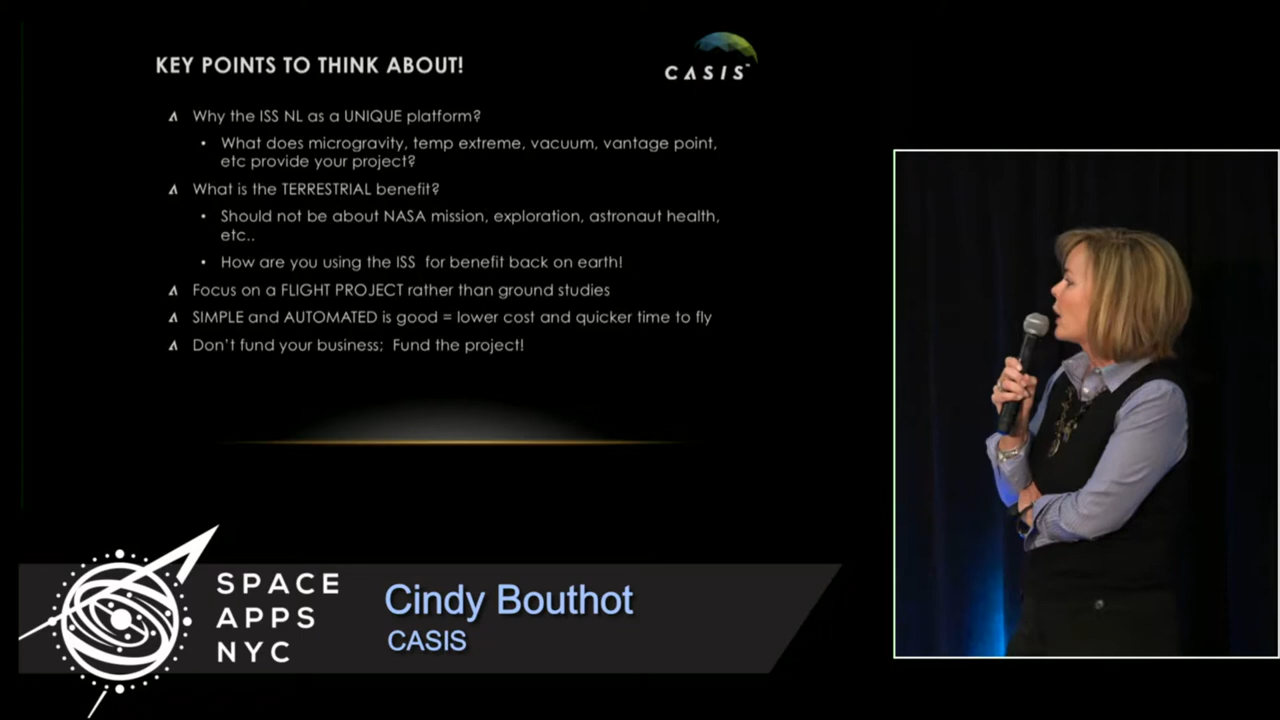 KEY POINTS TO THINK ABOUT!
CASIS™
Why the ISS NL as a UNIQUE platform?
• What does microgravity, temp extreme, vacuum, vantage point,
etc provide your project?
What is the TERRESTRIAL benefit?
• Should not be about NASA mission, exploration, astronaut health,
etc..
• How are you using the ISS for benefit back on earth!
Focus on a FLIGHT PROJECT rather than ground studies
SIMPLE and AUTOMATED is good = lower cost and quicker time to fly
Don't fund your business; Fund the project!
SPACE
APPS
NYC
Cindy Bouthot
CASIS